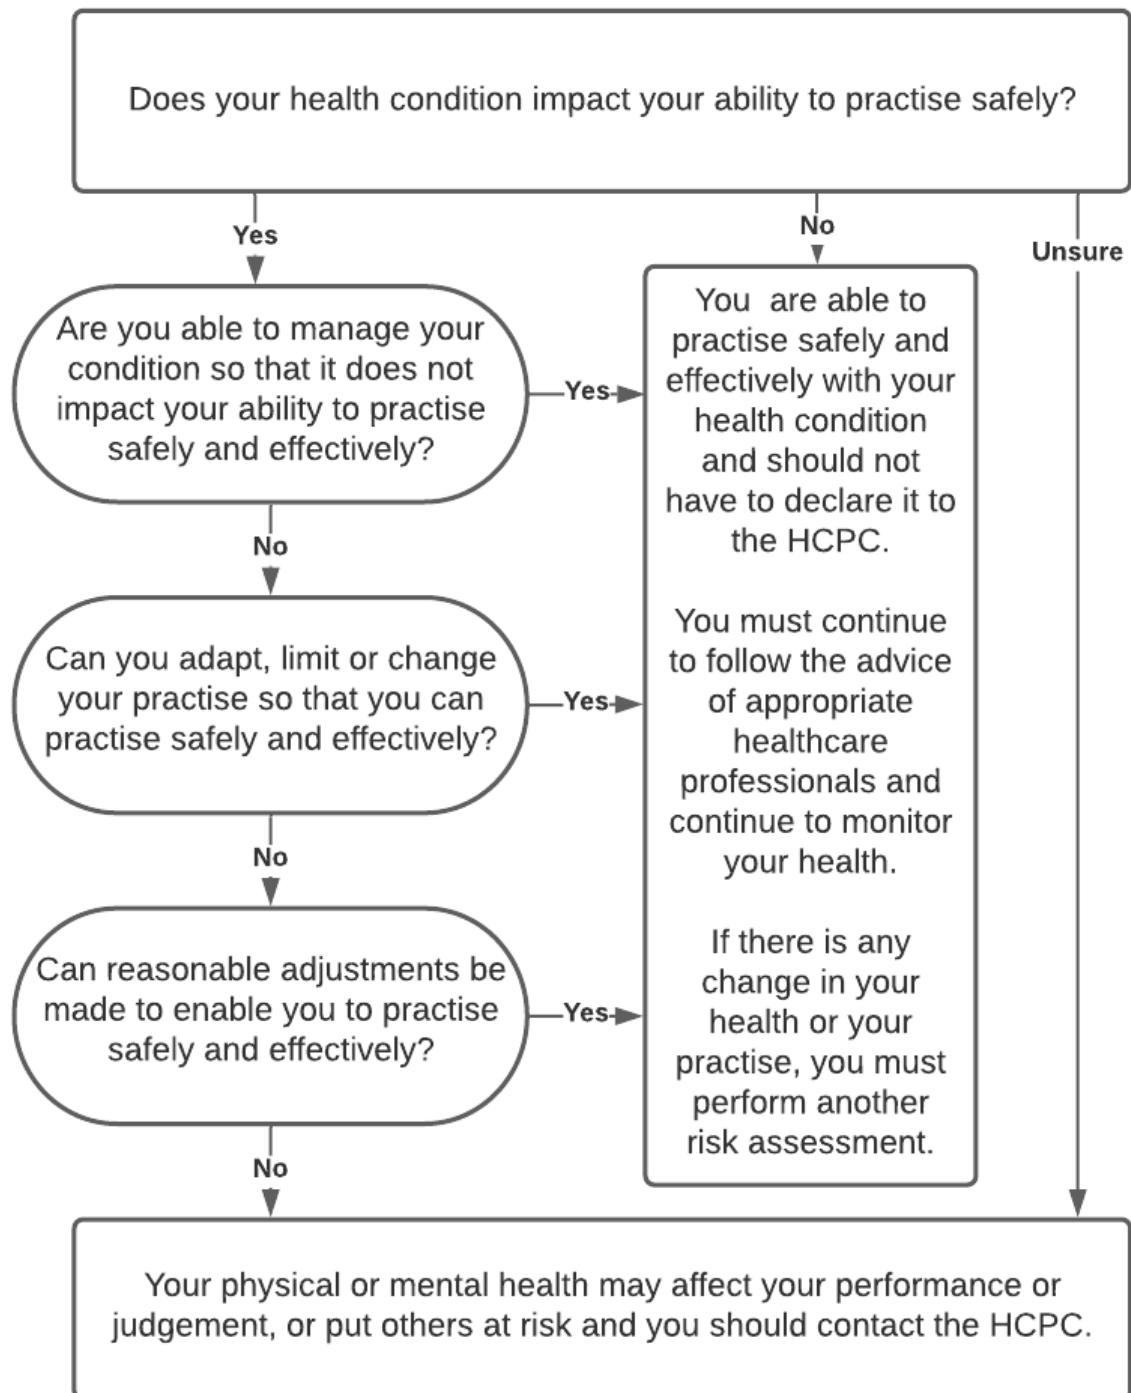 Does your health condition impact your ability to practise safely?
Yes
No
Unsure
Are you able to manage your
condition so that it does not
impact your ability to practise
safely and effectively?
Yes
You are able to
practise safely and
effectively with your
health condition
and should not
have to declare it to
the HCPC.
You must continue
to follow the advice
of appropriate
healthcare
professionals and
continue to monitor
your health.
If there is any
change in your
health or your
practise, you must
perform another
risk assessment.
No
Can you adapt, limit or change
your practise so that you can
practise safely and effectively?
Yes
No
Can reasonable adjustments be
made to enable you to practise
safely and effectively?
Yes
No
Your physical or mental health may affect your performance or
judgement, or put others at risk and you should contact the HCPC.